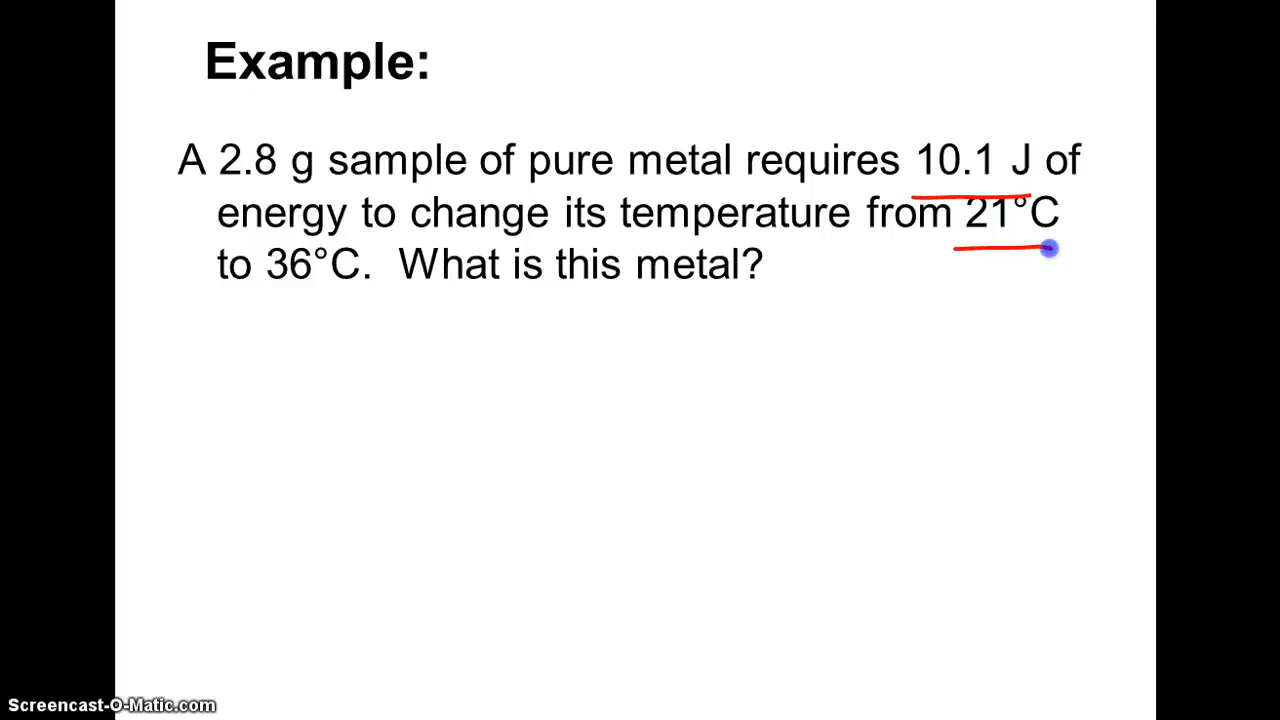 Example:
A 2.8 g sample of pure metal requires 10.1 J of
energy to change its temperature from 21°C
to 36°C. What is this metal?
Screencast-O-Matic.com